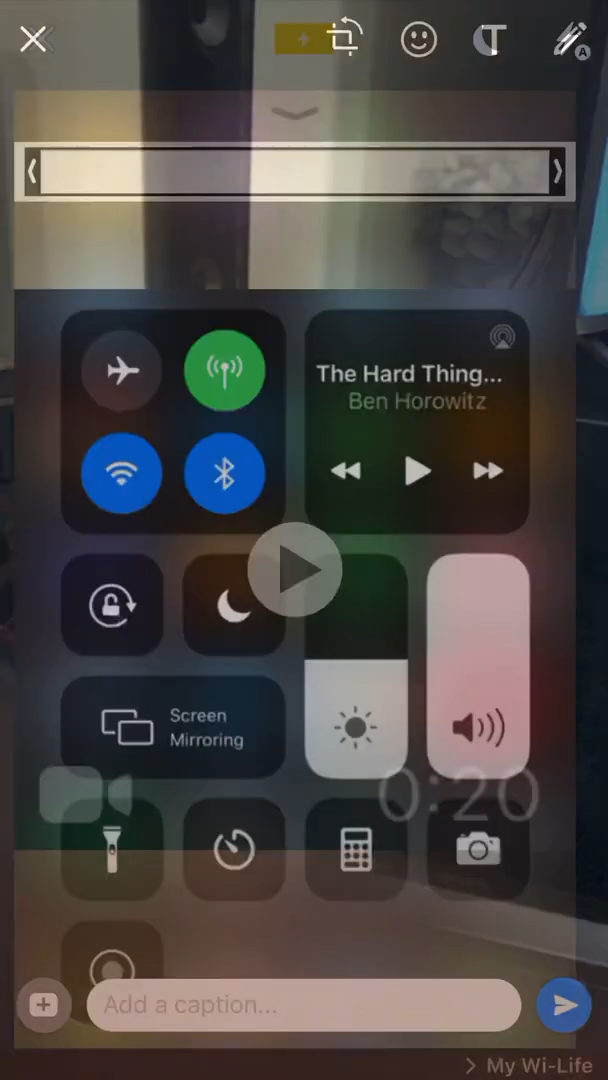 T
A
The Hard Thing...
Ben Horowitz
Screen
Mirroring
0:20
Add a caption...
My Wi-Life